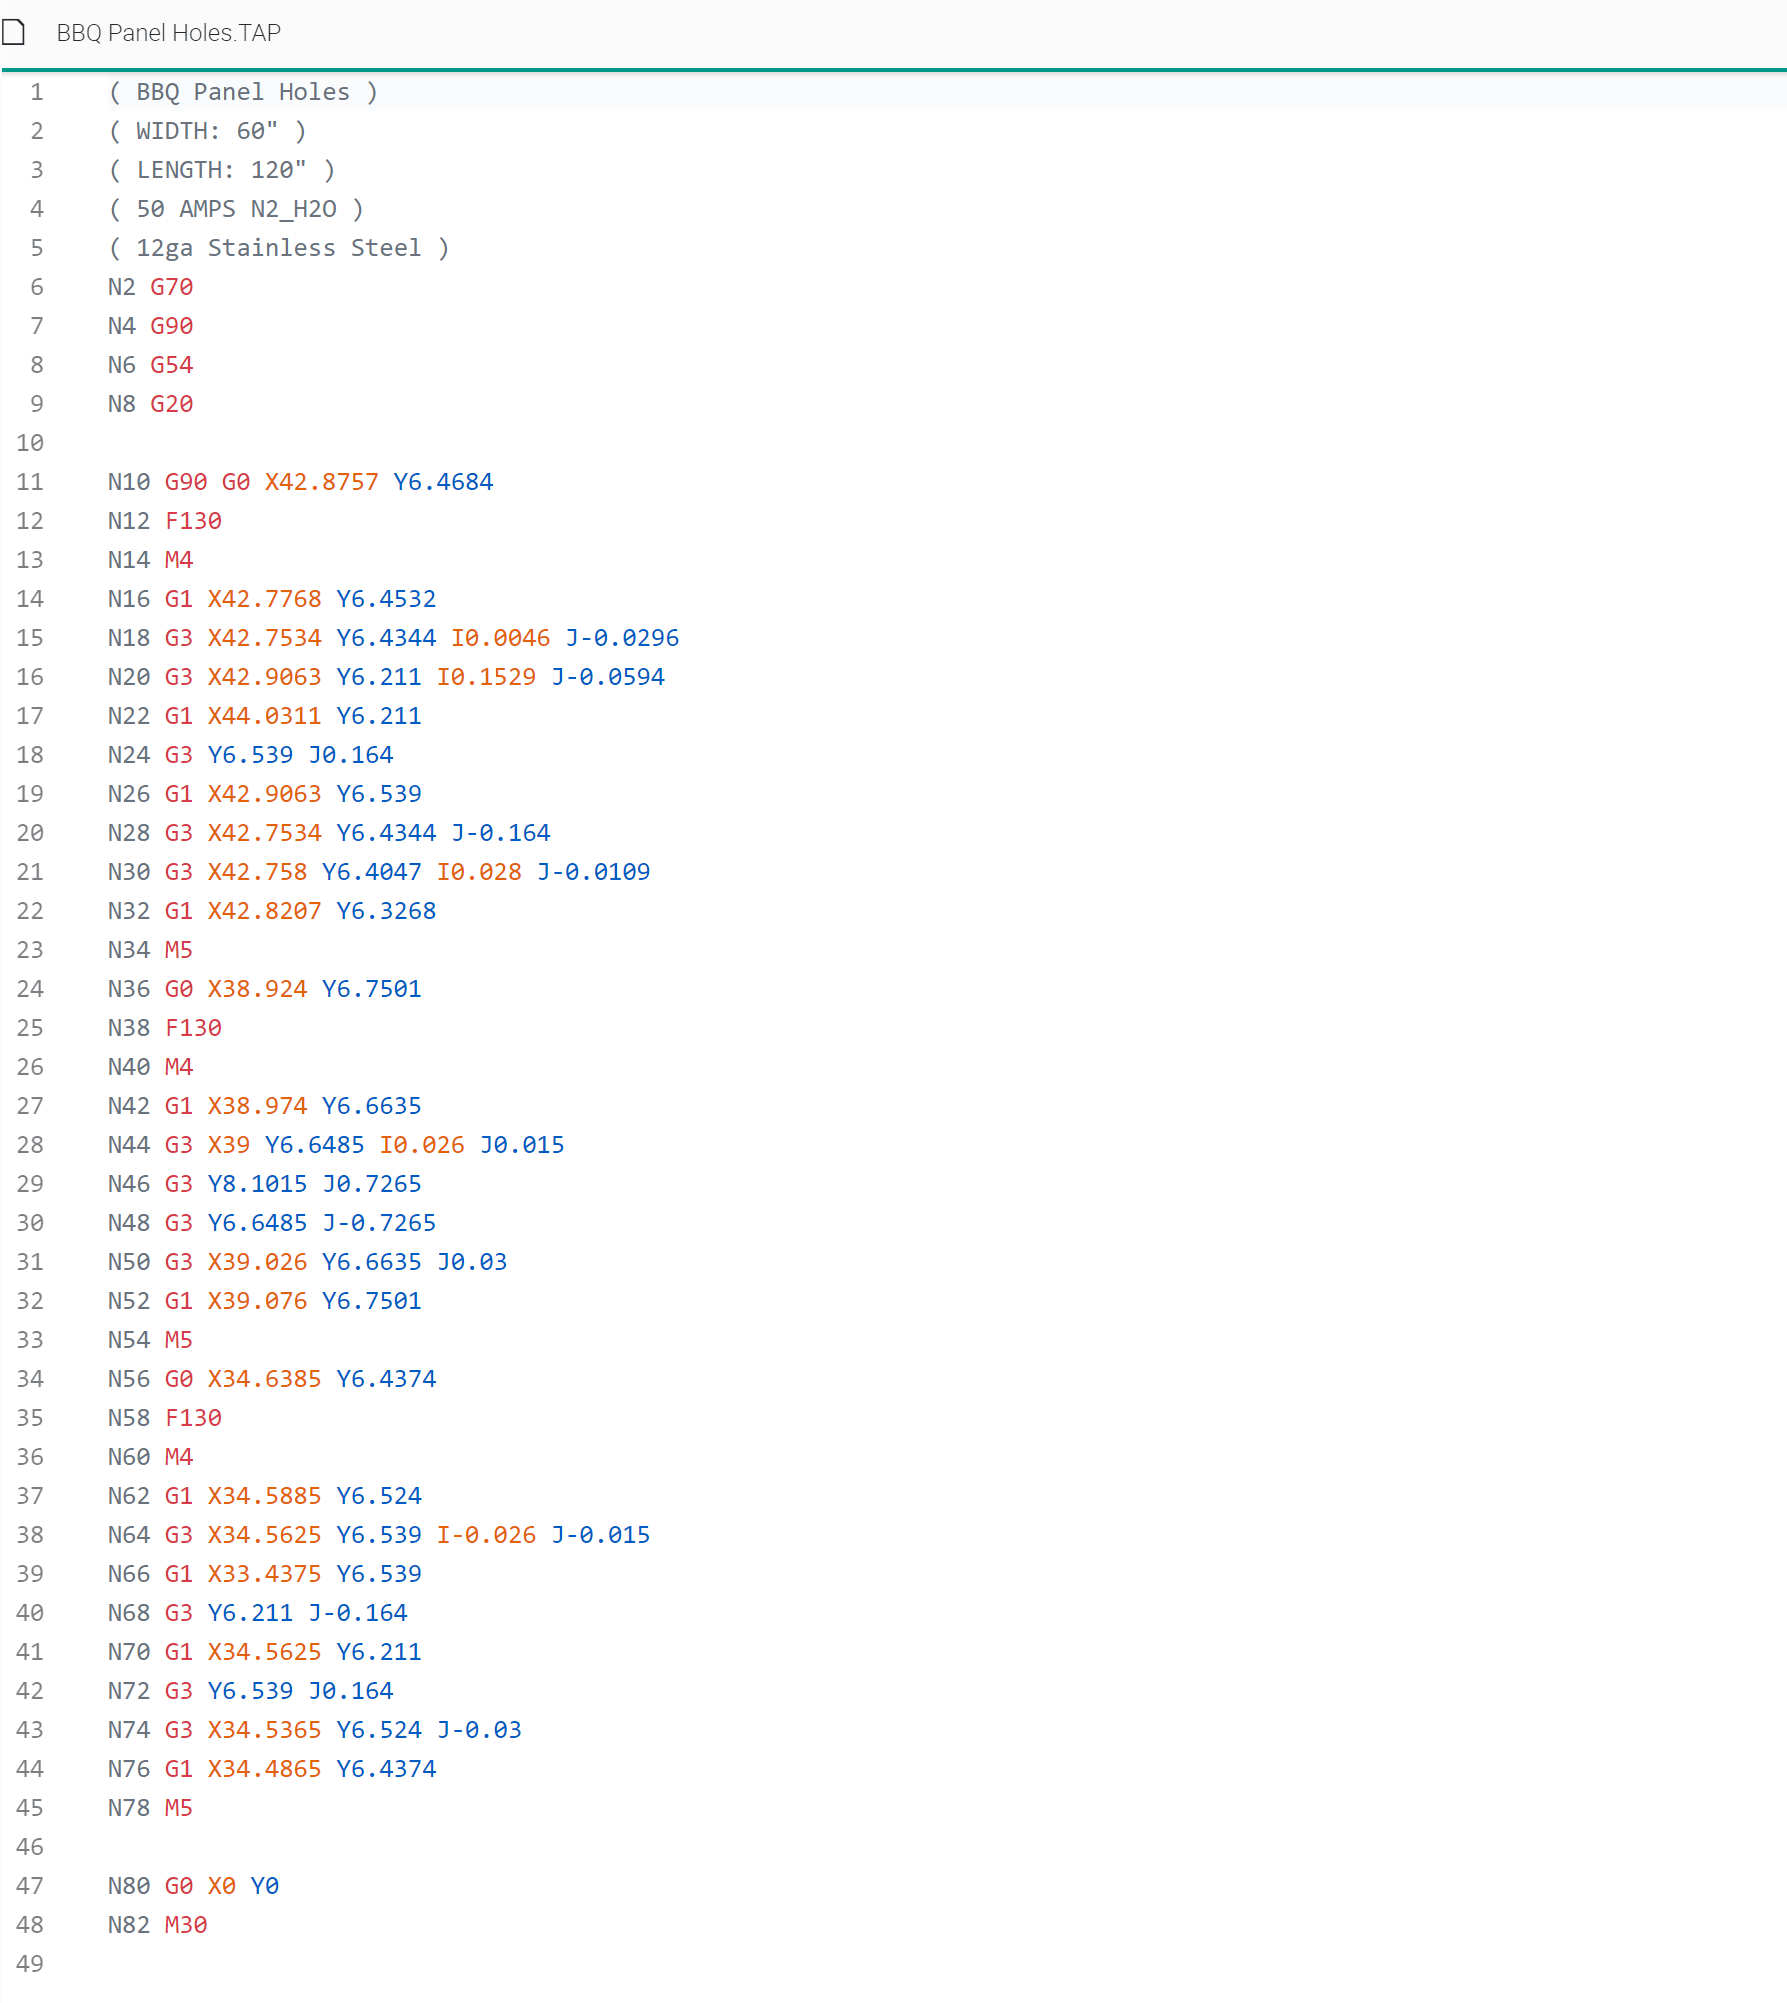 BBQ Panel Holes.TAP
1 ( BBQ Panel Holes )
2 ( WIDTH: 60" )
3 ( LENGTH: 120" )
4 ( 50 AMPS N2_H2O )
5 ( 12ga Stainless Steel )
6 N2 G70
7 N4 G90
8 N6 G54
9 N8 G20
10
11 N10 G90 G0 X42.8757 Y6.4684
12 N12 F130
13 N14 M4
14 N16 G1 X42.7768 Y6.4532
15 N18 G3 X42.7534 Y6.4344 I0.0046 J-0.0296
16 N20 G3 X42.9063 Y6.211 I0.1529 J-0.0594
17 N22 G1 X44.0311 Y6.211
18 N24 G3 Y6.539 J0.164
19 N26 G1 X42.9063 Y6.539
20 N28 G3 X42.7534 Y6.4344 J-0.164
21 N30 G3 X42.758 Y6.4047 I0.028 J-0.0109
22 N32 G1 X42.8207 Y6.3268
23 N34 M5
24 N36 G0 X38.924 Y6.7501
25 N38 F130
26 N40 M4
27 N42 G1 X38.974 Y6.6635
28 N44 G3 X39 Y6.6485 I0.026 J0.015
29 N46 G3 Y8.1015 J0.7265
30 N48 G3 Y6.6485 J-0.7265
31 N50 G3 X39.026 Y6.6635 J0.03
32 N52 G1 X39.076 Y6.7501
33 N54 M5
34 N56 G0 X34.6385 Y6.4374
35 N58 F130
36 N60 M4
37 N62 G1 X34.5885 Y6.524
38 N64 G3 X34.5625 Y6.539 I-0.026 J-0.015
39 N66 G1 X33.4375 Y6.539
40 N68 G3 Y6.211 J-0.164
41 N70 G1 X34.5625 Y6.211
42 N72 G3 Y6.539 J0.164
43 N74 G3 X34.5365 Y6.524 J-0.03
44 N76 G1 X34.4865 Y6.4374
45 N78 M5
46
47 N80 G0 X0 Y0
48 N82 M30
49